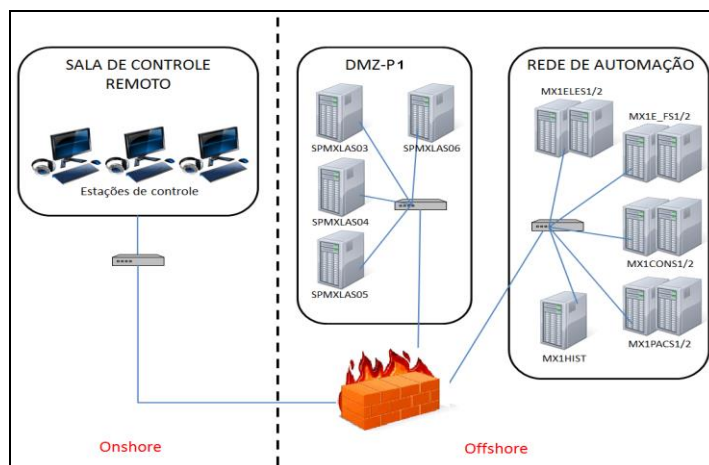 SALA DE CONTROLE
REMOTO
Estações de controle
DMZ-P1
SPMXLAS03
SPMXLAS06
SPMXLAS04
SPMXLAS05
REDE DE AUTOMAÇÃO
MX1ELES1/2
MX1E_FS1/2
MX1CONS1/2
MX1HIST
MX1PACS1/2
Onshore
Offshore